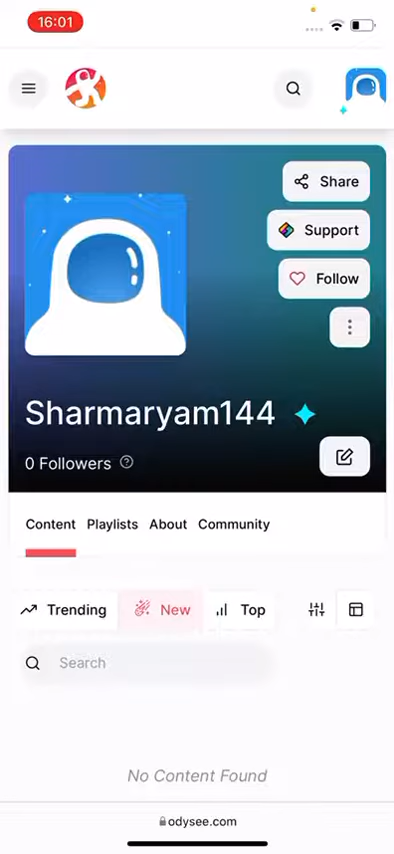 16:01
Share
Support
Follow
Sharmaryam144
0 Followers
Content Playlists About Community
Trending New Top
Search
No Content Found
odysee.com